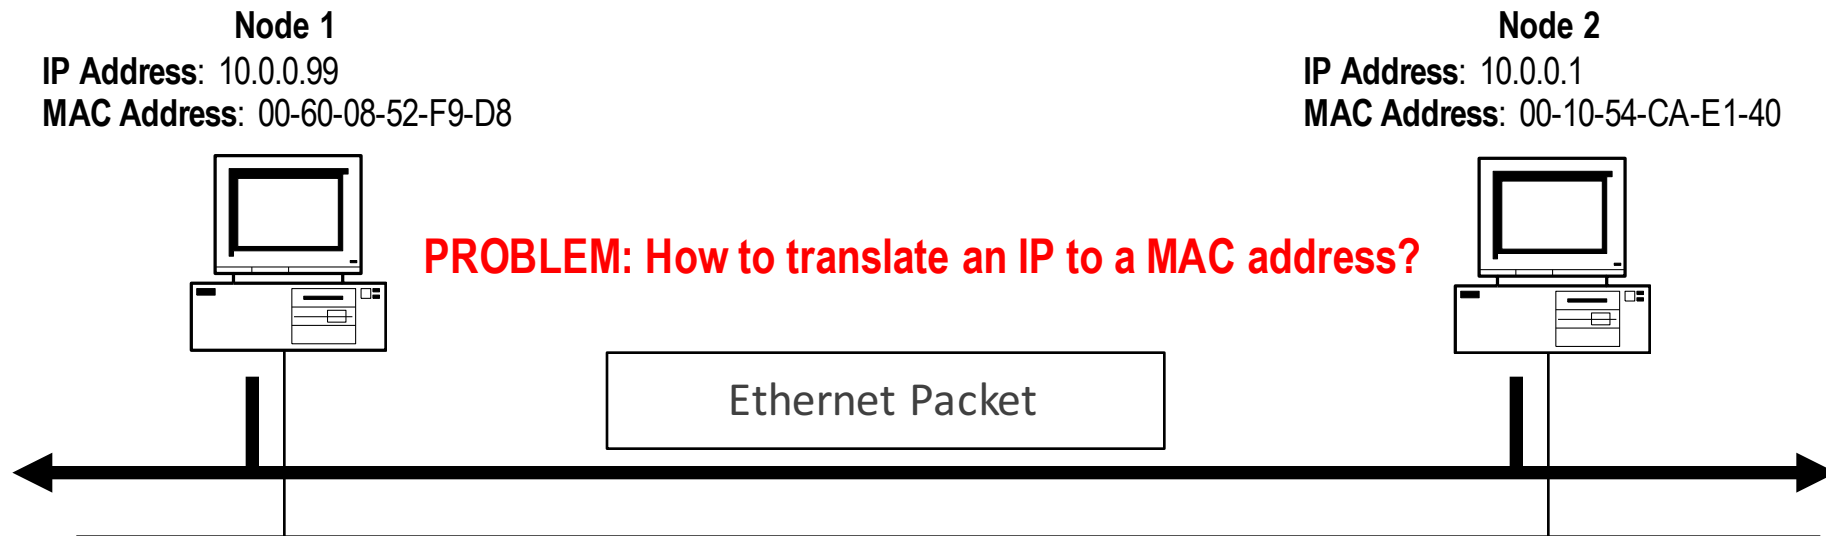 Node 1
IP Address: 10.0.0.99
MAC Address: 00-60-08-52-F9-D8
Node 2
IP Address: 10.0.0.1
MAC Address: 00-10-54-CA-E1-40
PROBLEM: How to translate an IP to a MAC address?
Ethernet Packet